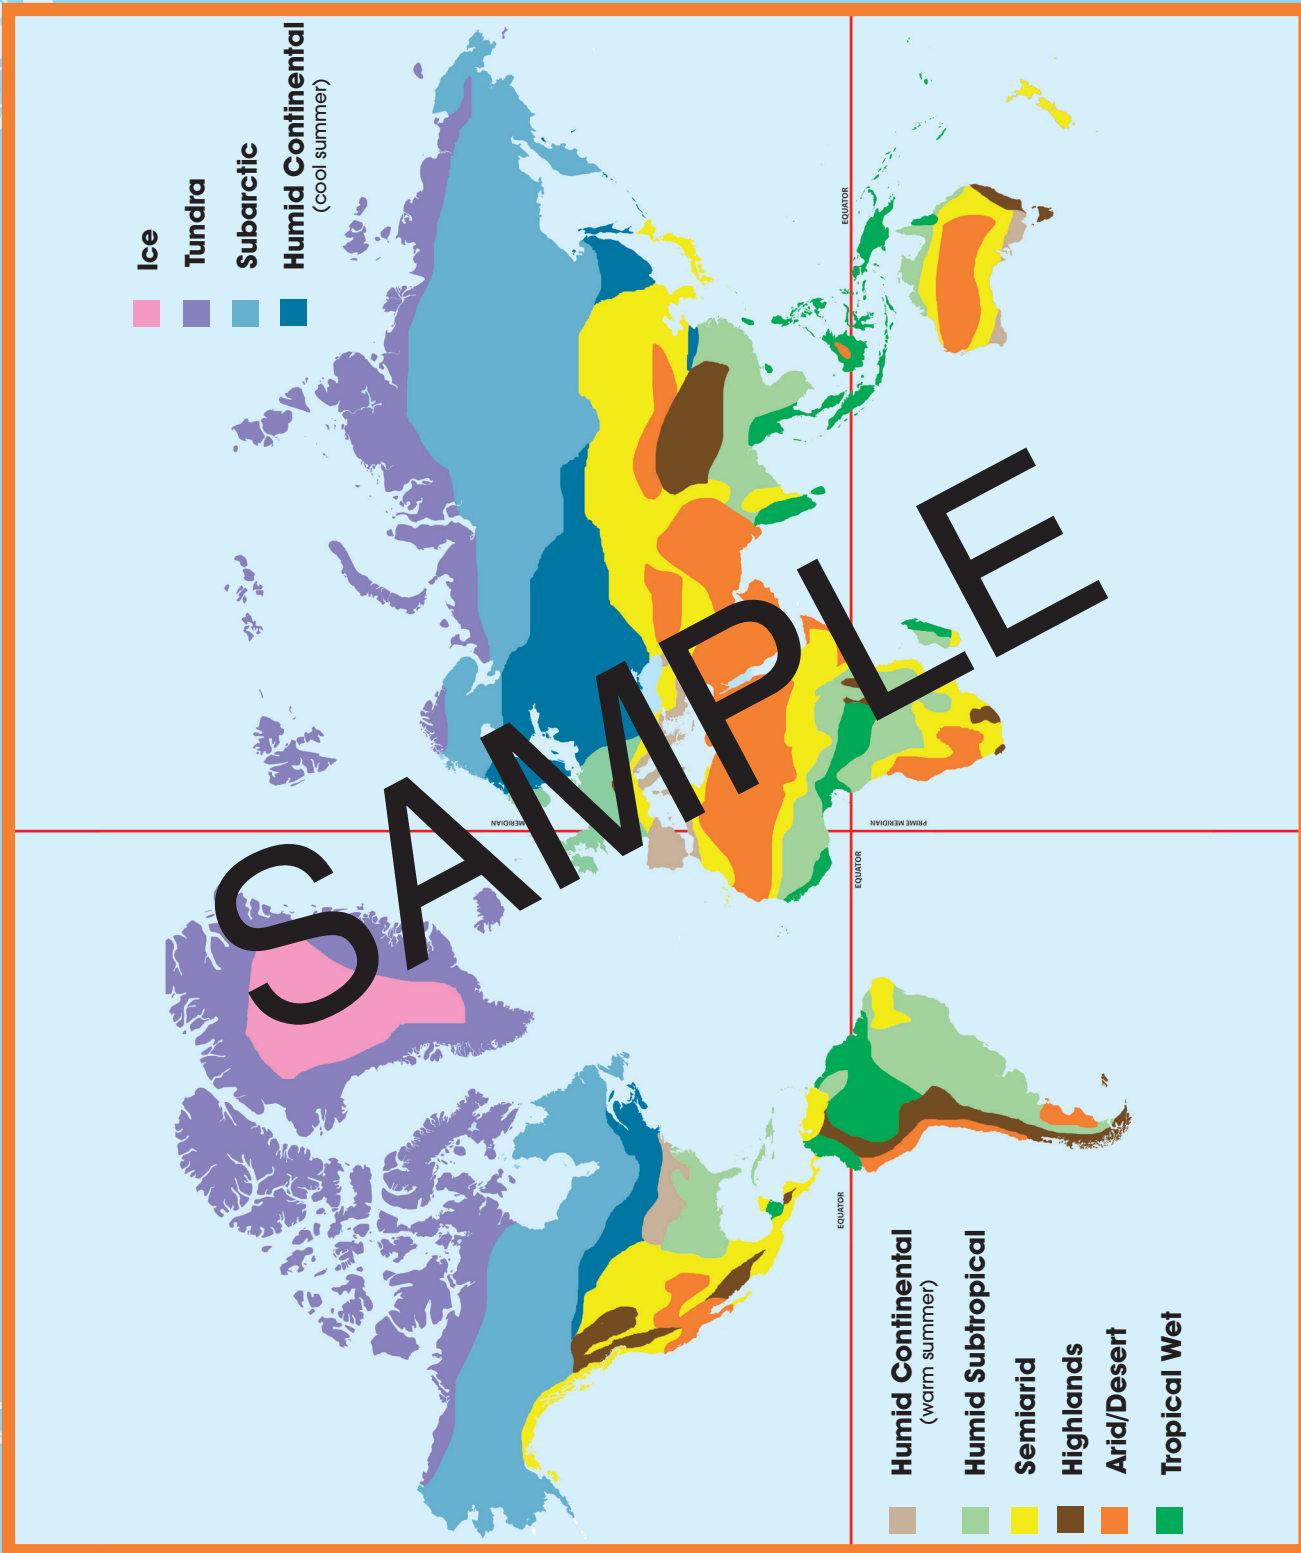 Ice
Tundra
Subarctic
Humid Continental
(cool summer)
MERIDIAN
SAMPLE
EQUATOR
EQUATOR
EQUATOR
PRIME MERIDIAN
Humid Continental
(warm summer)
Humid Subtropical
Semiarid
Highlands
Arid/Desert
Tropical Wet